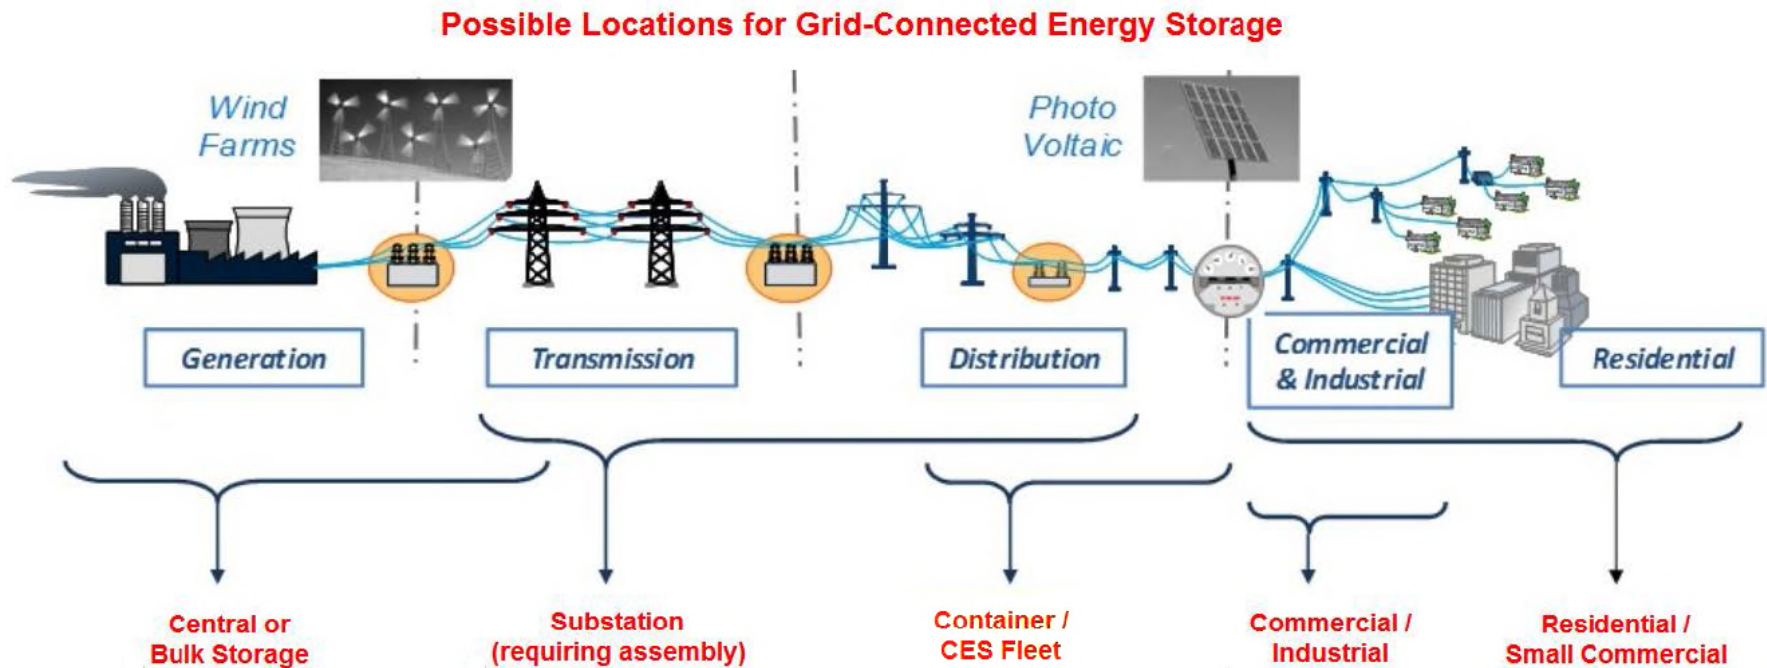 Possible Locations for Grid-Connected Energy Storage
Wind
Farms
Photo
Voltaic
Generation
Transmission
Distribution
Commercial
& Industrial
Residential
Central or
Bulk Storage
Substation
(requiring assembly)
Container /
CES Fleet
Commercial /
Industrial
Residential /
Small Commercial